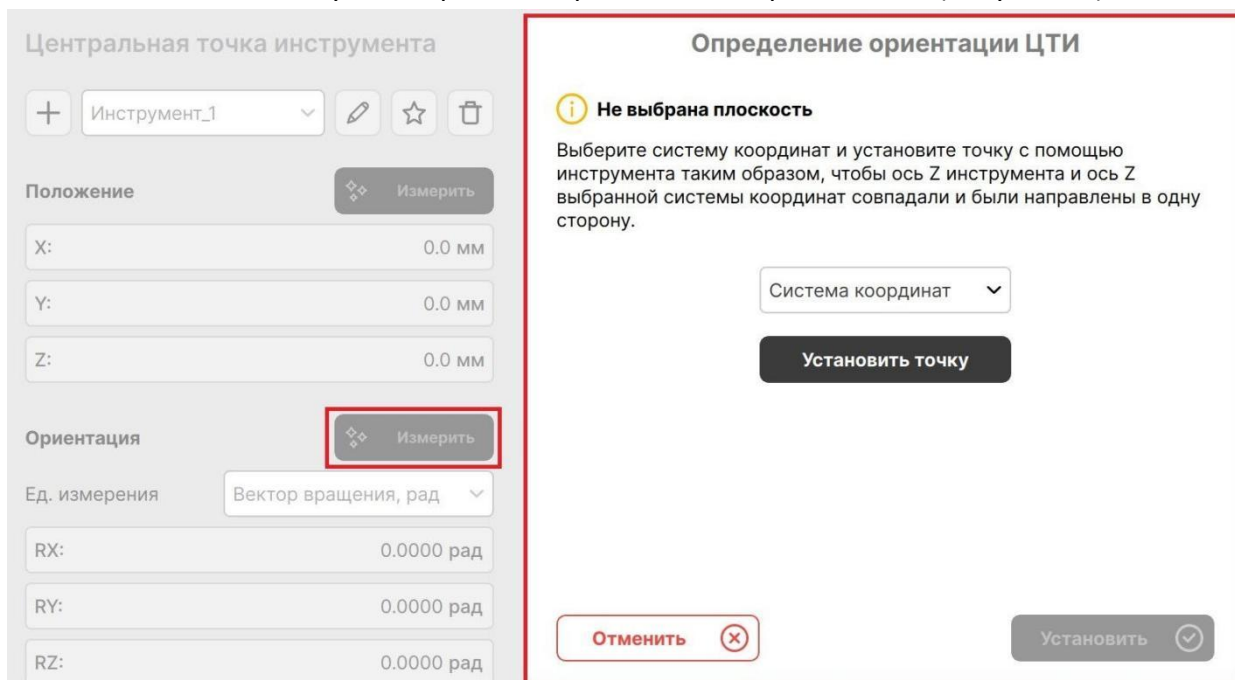 Центральная точка инструмента
Инструмент_1
Положение
Измерить
X: 0.0 мм
Y: 0.0 мм
Z: 0.0 мм
Ориентация
Измерить
Ед. измерения
Вектор вращения, рад
RX: 0.0000 рад
RY: 0.0000 рад
RZ: 0.0000 рад
Определение ориентации ЦТИ
Не выбрана плоскость
Выберите систему координат и установите точку с помощью
инструмента таким образом, чтобы ось Z инструмента и ось Z
выбранной системы координат совпадали и были направлены в одну
сторону.
Система координат
Установить точку
Отменить
Установить